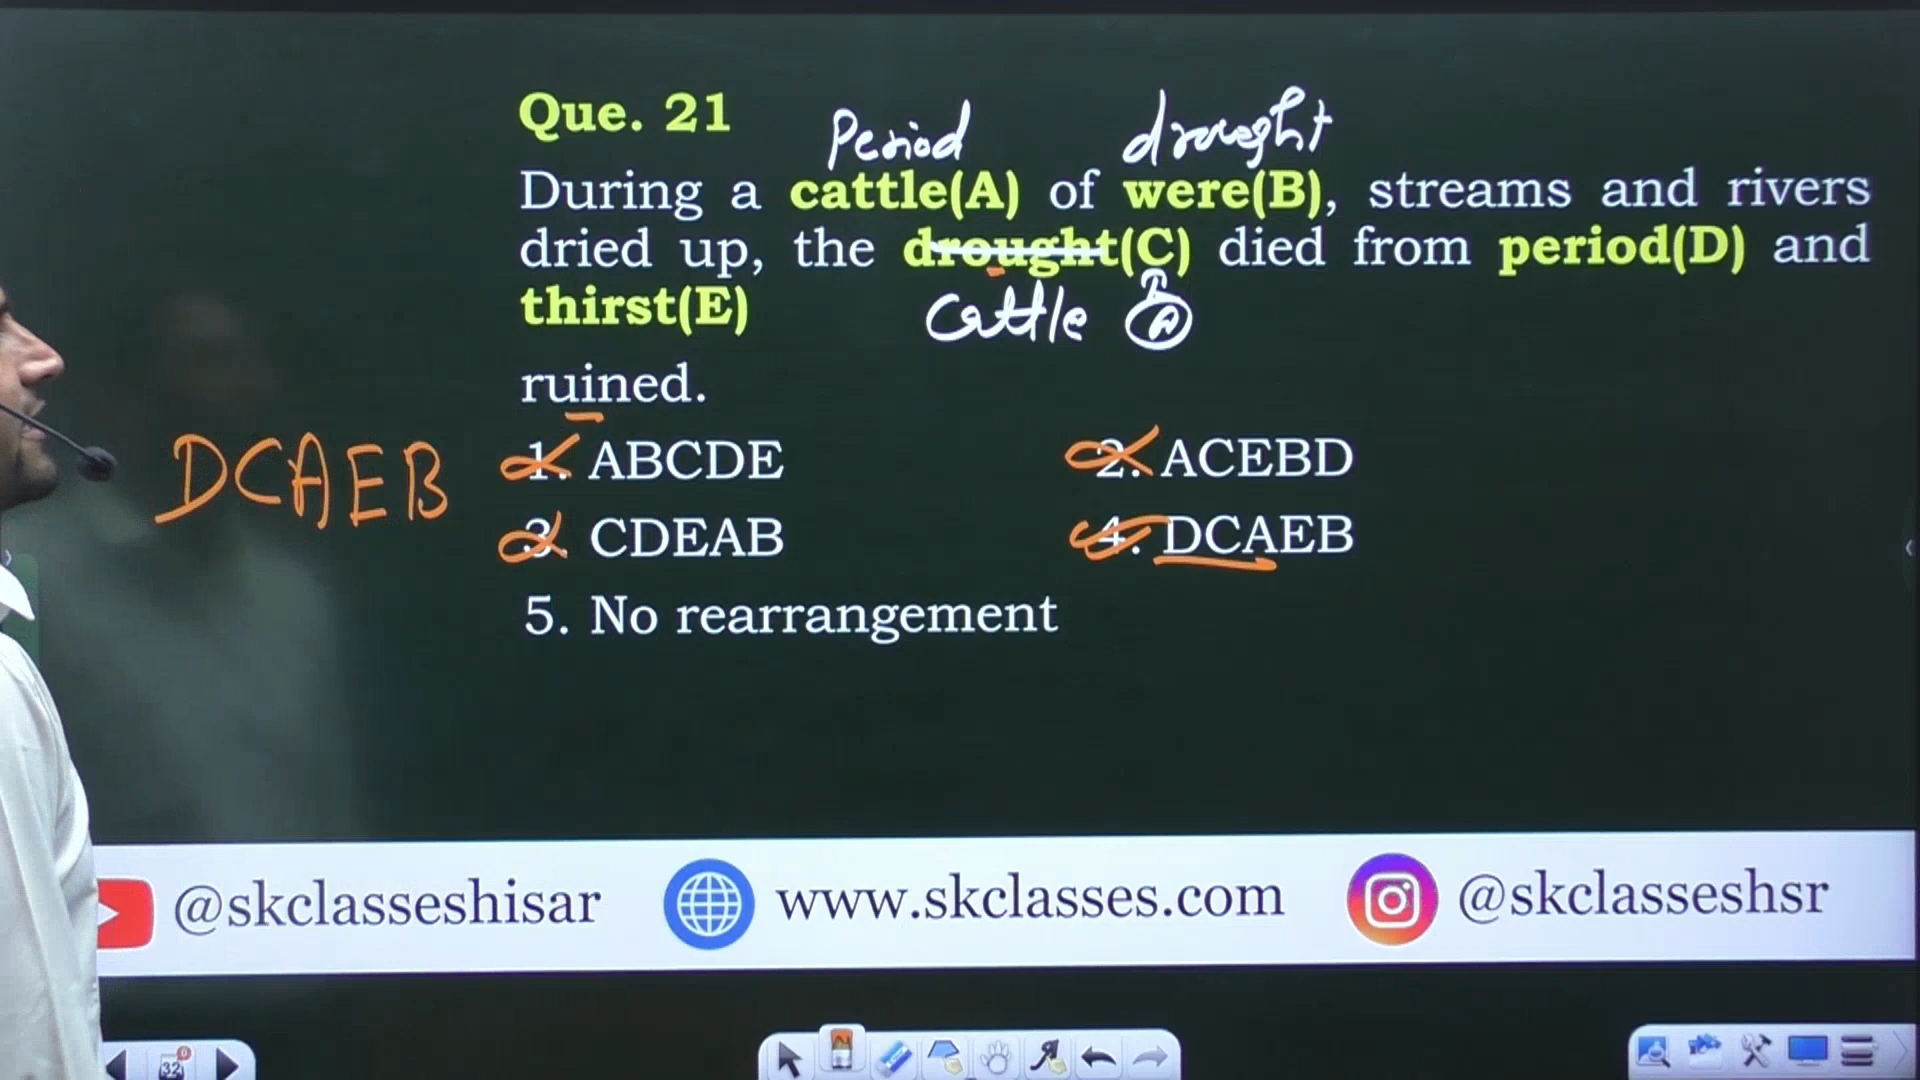 Que. 21
Period drought
During a cattle(A) of were(B), streams and rivers
dried up, the drought(C) died from period(D) and
thirst(E)
Cattle A
ruined.
DCAEB
1. ABCDE 2. ACEBD
3. CDEAB 4. DCAEB
5. No rearrangement
@skclasseshisar www.skclasses.com @skclasseshsr
32